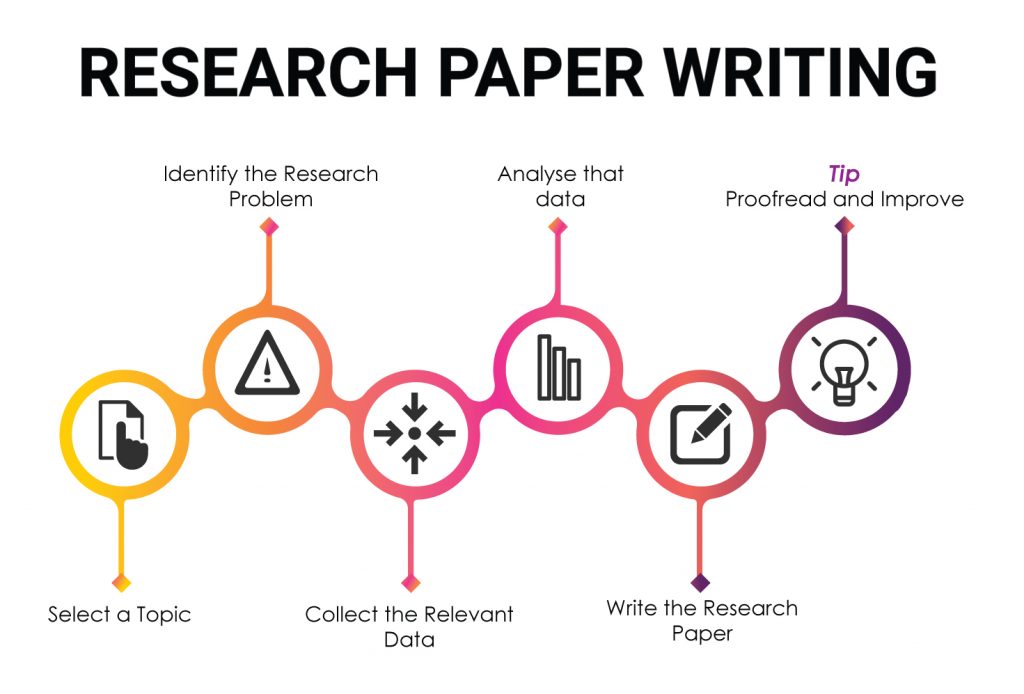 RESEARCH PAPER WRITING
Identify the Research
Problem
Analyse that
data
Tip
Proofread and Improve
Select a Topic
Collect the Relevant
Data
Write the Research
Paper